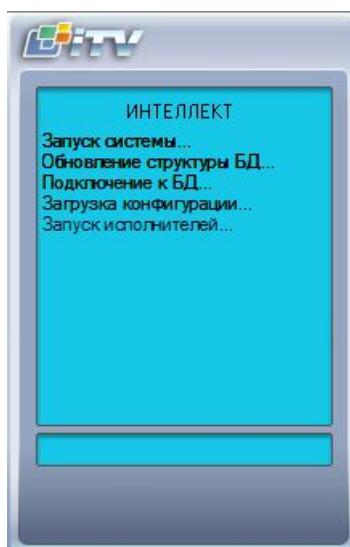 iTV
ИНТЕЛЛЕКТ
Запуск системы...
Обновление структуры БД...
Подключение к БД...
Загрузка конфигурации...
Запуск исполнителей...